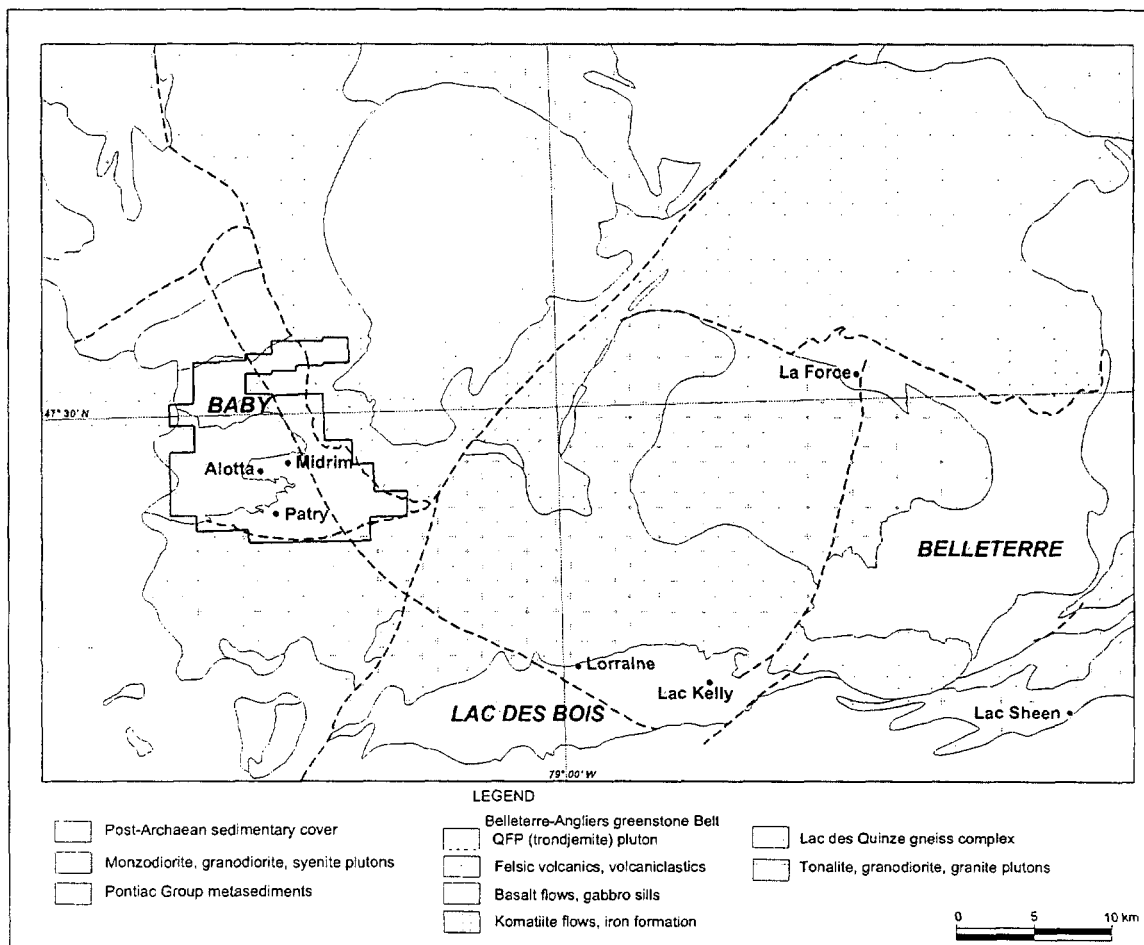 La Force
BABY
47° 30' N
Alotta
Midrim
Patry
BELLETERRE
Lorraine
Lac Kelly
LAC DES BOIS
Lac Sheen
79° 00' W
LEGEND
Post-Archaean sedimentary cover
Monzodiorite, granodiorite, syenite plutons
Pontiac Group metasediments
Belleterre-Angliers greenstone Belt
QFP (trondjemite) pluton
Felsic volcanics, volcaniclastics
Basalt flows, gabbro sills
Komatiite flows, iron formation
Lac des Quinze gneiss complex
Tonalite, granodiorite, granite plutons
0 5 10 km